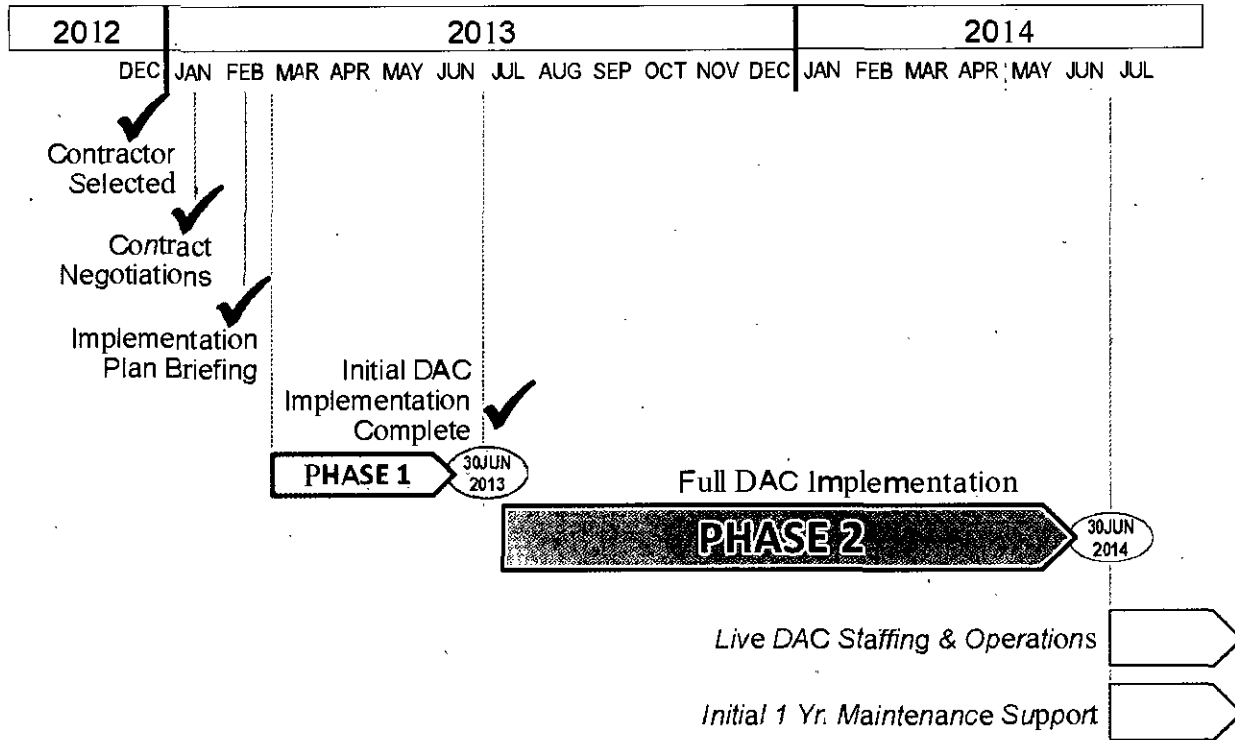 2012 2013 2014
DEC JAN FEB MAR APR MAY JUN JUL AUG SEP OCT NOV DEC JAN FEB MAR APR MAY JUN JUL
Contractor
Selected
Contract
Negotiations
Implementation
Plan Briefing
Initial DAC
Implementation
Complete
PHASE 1
30JUN
2013
Full DAC Implementation
PHASE 2
30JUN
2014
Live DAC Staffing & Operations
Initial 1 Yr. Maintenance Support